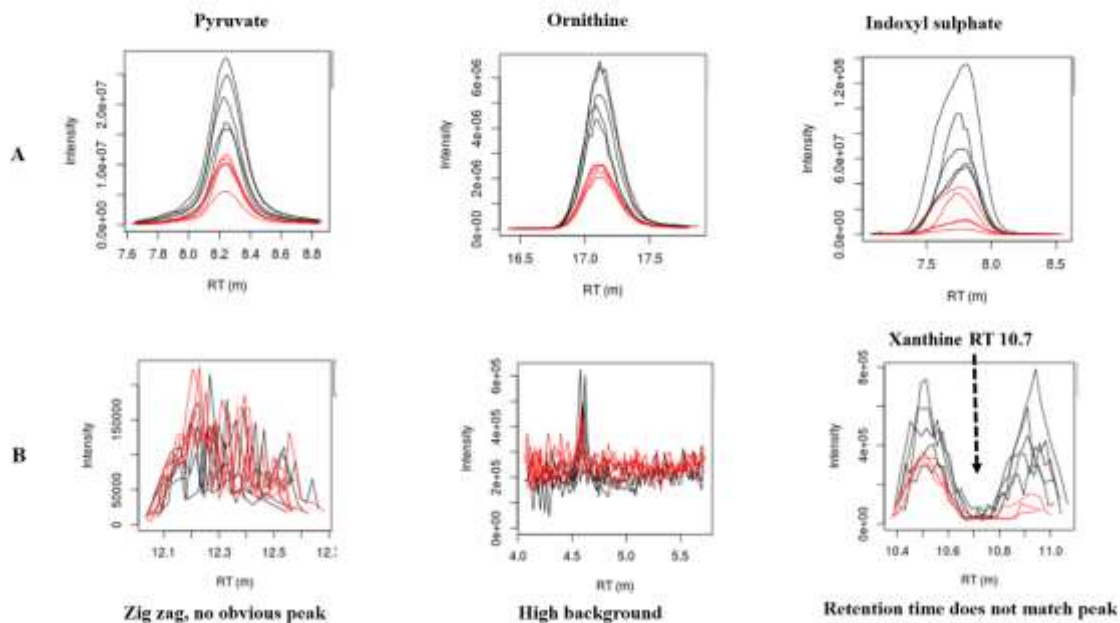 Pyruvate
Ornithine
Indoxyl sulphate
A
Intensity
0.0e+00 1.0e+07 2.0e+07
7.6 7.8 8.0 8.2 8.4 8.6 8.8
RT (m)
Intensity
0e+00 2e+06 4e+06 6e+06
16.5 17.0 17.5
RT (m)
Intensity
0.0e+00 6.0e+07 1.2e+08
7.5 8.0 8.5
RT (m)
Xanthine RT 10.7
B
Intensity
0 50000 150000
12.1 12.3 12.5
RT (m)
Intensity
0e+00 2e+05 4e+05 6e+05
4.0 4.5 5.0 5.5
RT (m)
Intensity
0e+00 4e+05 8e+05
10.4 10.6 10.8 11.0
RT (m)
Zig zag, no obvious peak
High background
Retention time does not match peak